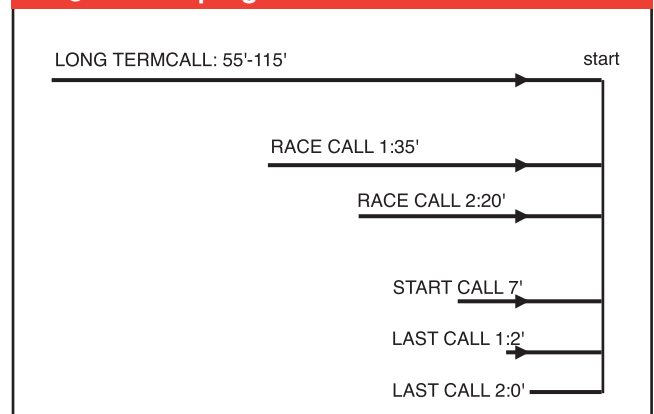 LONG TERMCALL: 55'-115'
start
RACE CALL 1:35'
RACE CALL 2:20'
START CALL 7'
LAST CALL 1:2'
LAST CALL 2:0'